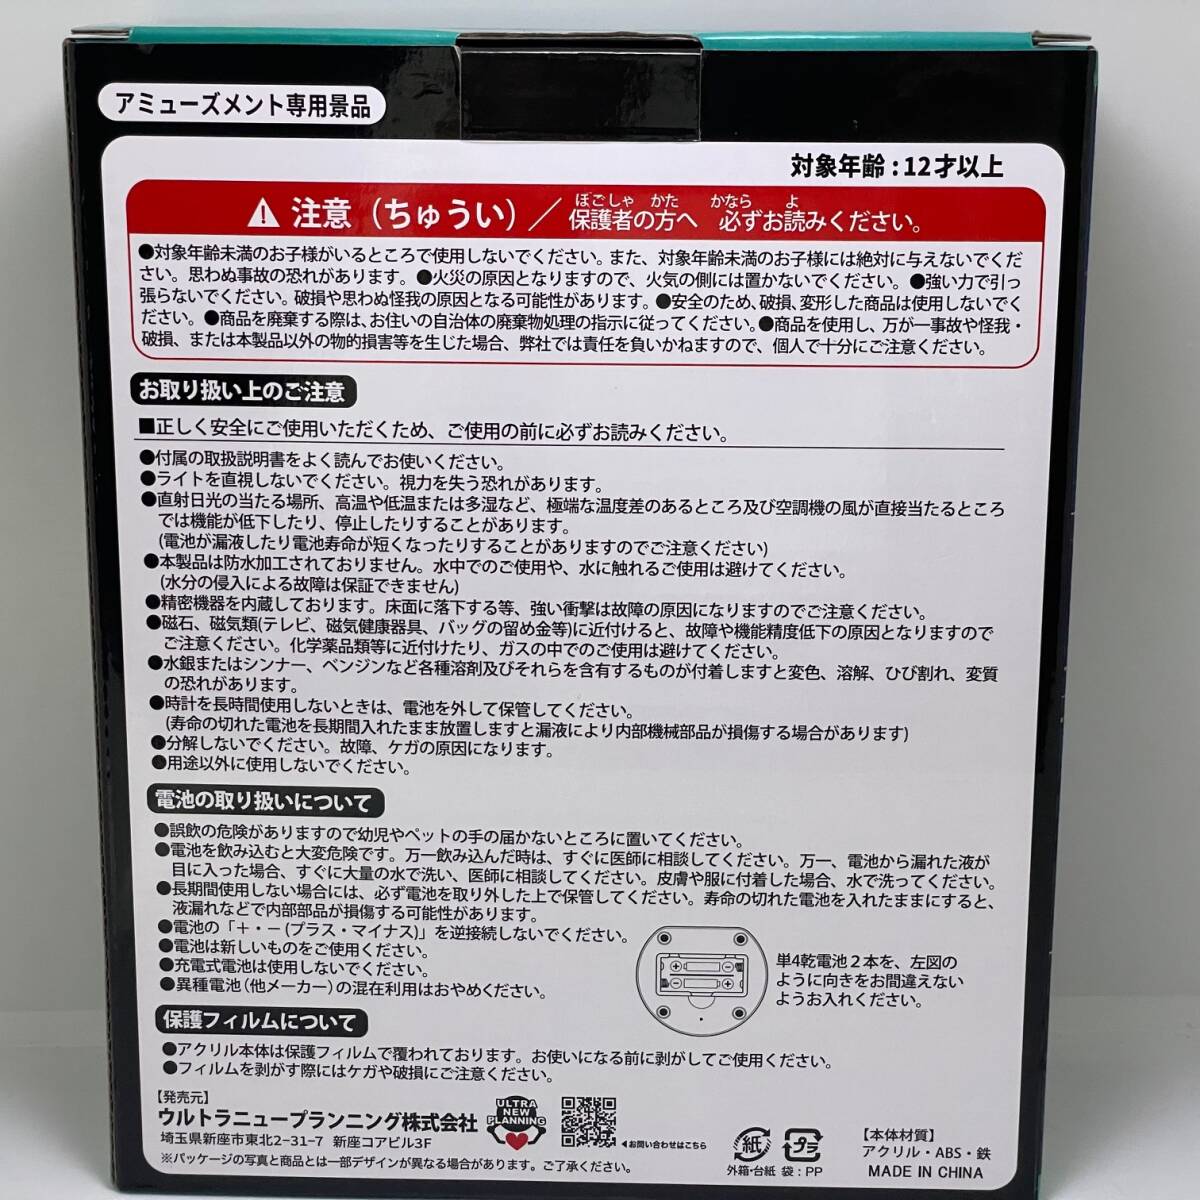 アミューズメント専用景品
対象年齢 : 12才以上
ぼごしゃ かた かなら よ
注意（ちゅうい）／保護者の方へ 必ずお読みください。
●対象年齢未満のお子様がいるところで使用しないでください。また、対象年齢未満のお子様には絶対に与えないでくだ
さい。思わぬ事故の恐れがあります。●火災の原因となりますので、火気の側には置かないでください。●強い力で引っ
張らないでください。破損や思わぬ怪我の原因となる可能性があります。●安全のため、破損、変形した商品は使用しないでく
ださい。●商品を廃棄する際は、お住いの自治体の廃棄物処理の指示に従ってください。●商品を使用し、万が一事故や怪我・
破損、または本製品以外の物的損害等を生じた場合、弊社では責任を負いかねますので、個人で十分にご注意ください。
お取り扱い上のご注意
■正しく安全にご使用いただくため、ご使用の前に必ずお読みください。
●付属の取扱説明書をよく読んでお使いください。
●ライトを直視しないでください。視力を失う恐れがあります。
●直射日光の当たる場所、高温や低温または多湿など、極端な温度差のあるところ及び空調機の風が直接当たるところ
では機能が低下したり、停止したりすることがあります。
(電池が漏液したり電池寿命が短くなったりすることがありますのでご注意ください)
●本製品は防水加工されておりません。水中でのご使用や、水に触れるご使用は避けてください。
(水分の侵入による故障は保証できません)
●精密機器を内蔵しております。床面に落下する等、強い衝撃は故障の原因になりますのでご注意ください。
●磁石、磁気類(テレビ、磁気健康器具、バッグの留め金等)に近付けると、故障や機能精度低下の原因となりますので
ご注意ください。化学薬品類等に近付けたり、ガスの中でのご使用は避けてください。
●水銀またはシンナー、ベンジンなど各種溶剤及びそれらを含有するものが付着しますと変色、溶解、ひび割れ、変質
の恐れがあります。
●時計を長時間使用しないときは、電池を外して保管してください。
(寿命の切れた電池を長期間入れたまま放置しますと漏液により内部機械部品が損傷する場合があります)
●分解しないでください。故障、ケガの原因になります。
●用途以外に使用しないでください。
電池の取り扱いについて
●誤飲の危険がありますので幼児やペットの手の届かないところに置いてください。
●電池を飲み込むと大変危険です。万一飲み込んだ時は、すぐに医師に相談してください。万一、電池から漏れた液が
目に入った場合、すぐに大量の水で洗い、医師に相談してください。皮膚や服に付着した場合、水で洗ってください。
●長期間使用しない場合には、必ず電池を取り外した上で保管してください。寿命の切れた電池を入れたままにすると、
液漏れなどで内部部品が損傷する可能性があります。
●電池の「＋・－(プラス・マイナス)」を逆接続しないでください。
●電池は新しいものをご使用ください。
●充電式電池は使用しないでください。
●異種電池(他メーカー)の混在利用はおやめください。
単4乾電池２本を、左図の
ように向きをお間違えない
ようお入れください。
保護フィルムについて
●アクリル本体は保護フィルムで覆われております。お使いになる前に剥がしてご使用ください。
●フィルムを剥がす際にはケガや破損にご注意ください。
【発売元】
ウルトラニュープランニング株式会社
埼玉県新座市東北2-31-7 新座コアビル3F
ULTRA
NEW
PLANNING
◀お問い合わせはこちら
紙
外箱・台紙
プラ
袋：PP
【本体材質】
アクリル・ABS・鉄
MADE IN CHINA
※パッケージの写真と商品とは一部デザインが異なる場合があります。ご了承ください。